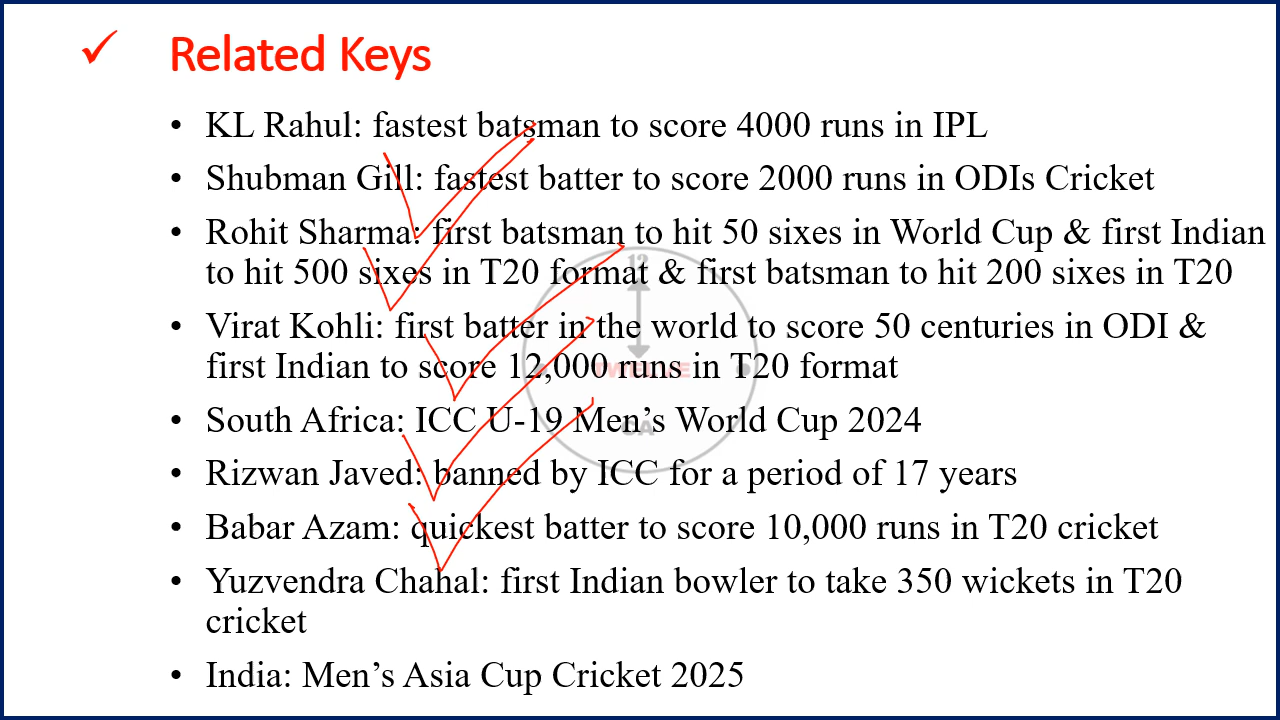 ✓ Related Keys
• KL Rahul: fastest batsman to score 4000 runs in IPL
• Shubman Gill: fastest batter to score 2000 runs in ODIs Cricket
• Rohit Sharma: first batsman to hit 50 sixes in World Cup & first Indian
to hit 500 sixes in T20 format & first batsman to hit 200 sixes in T20
• Virat Kohli: first batter in the world to score 50 centuries in ODI &
first Indian to score 12,000 runs in T20 format
• South Africa: ICC U-19 Men’s World Cup 2024
• Rizwan Javed: banned by ICC for a period of 17 years
• Babar Azam: quickest batter to score 10,000 runs in T20 cricket
• Yuzvendra Chahal: first Indian bowler to take 350 wickets in T20
cricket
• India: Men’s Asia Cup Cricket 2025
12
GA